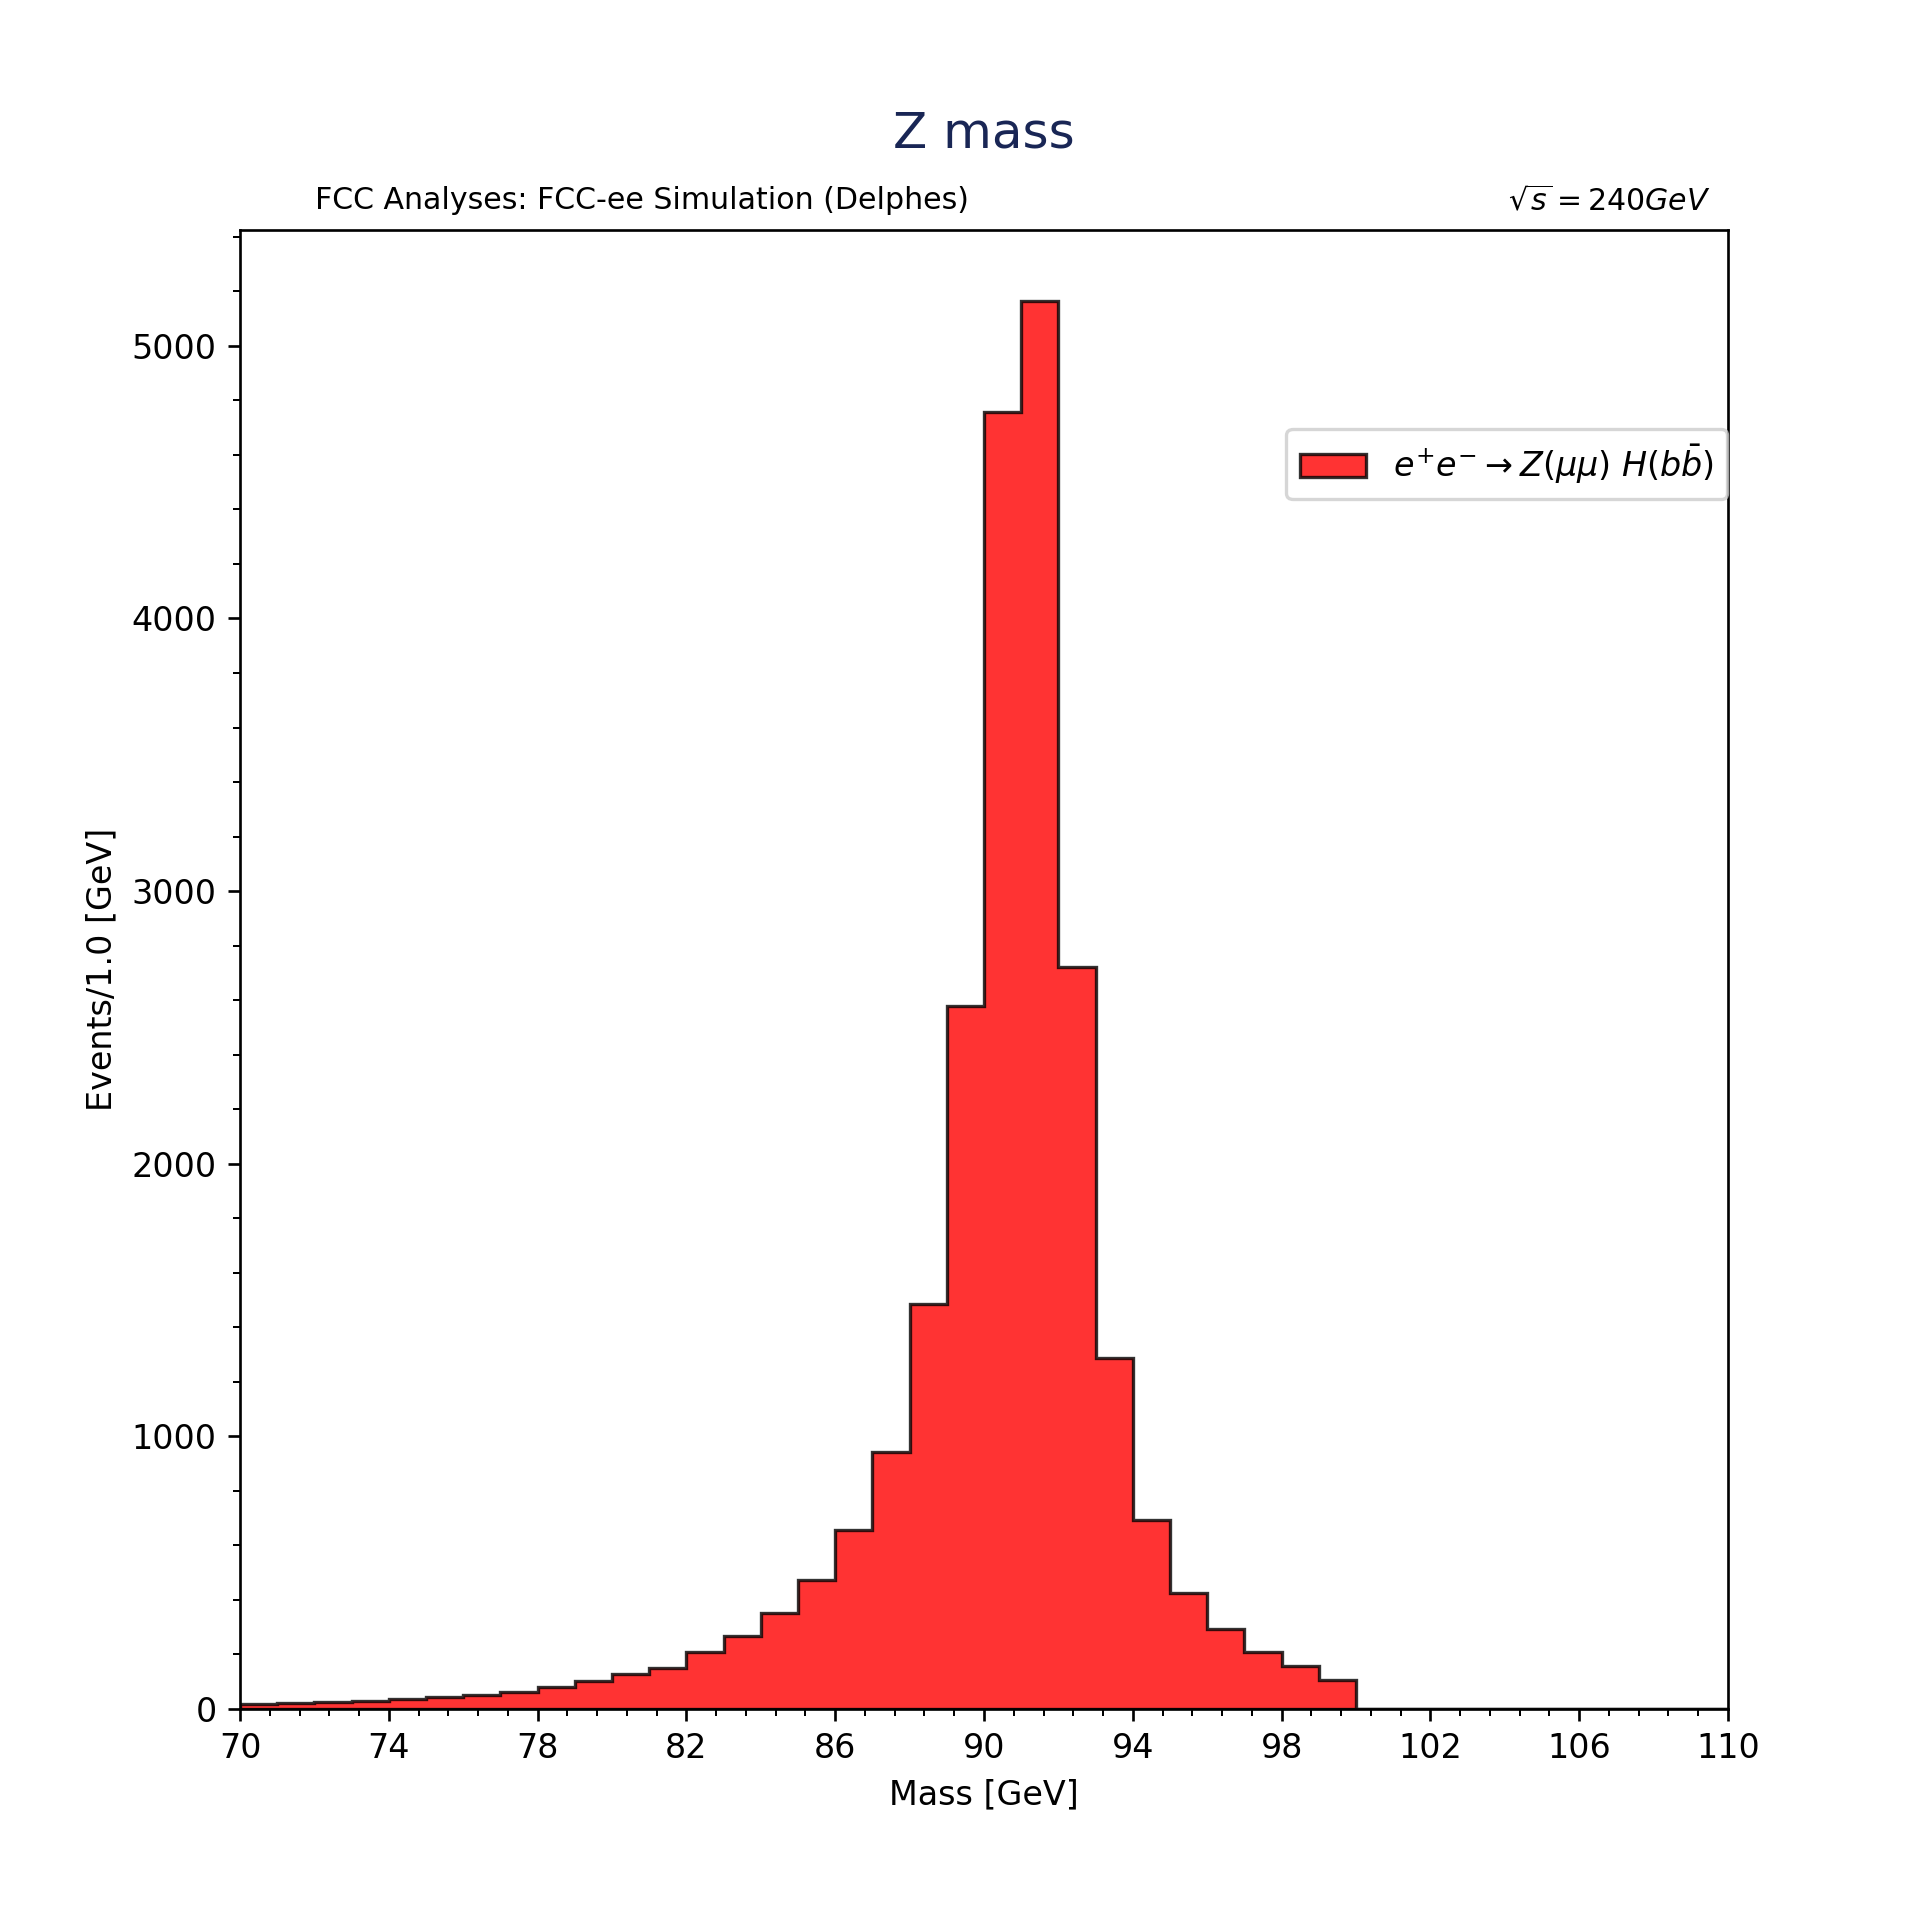 Z mass
FCC Analyses: FCC-ee Simulation (Delphes)
√s = 240GeV
5000
4000
3000
2000
1000
0
Events/1.0 [GeV]
e⁺e⁻ → Z(μμ) H(bb̄)
70 74 78 82 86 90 94 98 102 106 110
Mass [GeV]